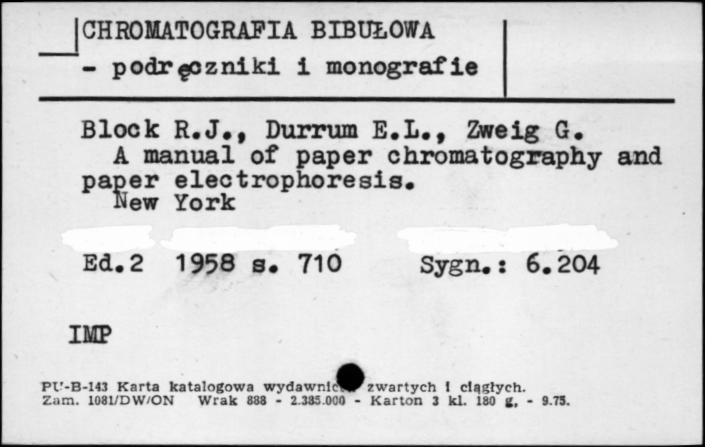 CHROMATOGRAFIA BIBUŁOWA
- podręczniki i monografie
Block R.J., Durrum E.L., Zweig G.
A manual of paper chromatography and
paper electrophoresis.
New York
Ed.2 1958 s. 710 Sygn.: 6.204
IMP
PU-B-143 Karta katalogowa zwartych i ciągłych.
Zam. 1081/DW/ON Wrak 888 - 2.385.000 - Karton 3 kl. 180 g. - 9.75.